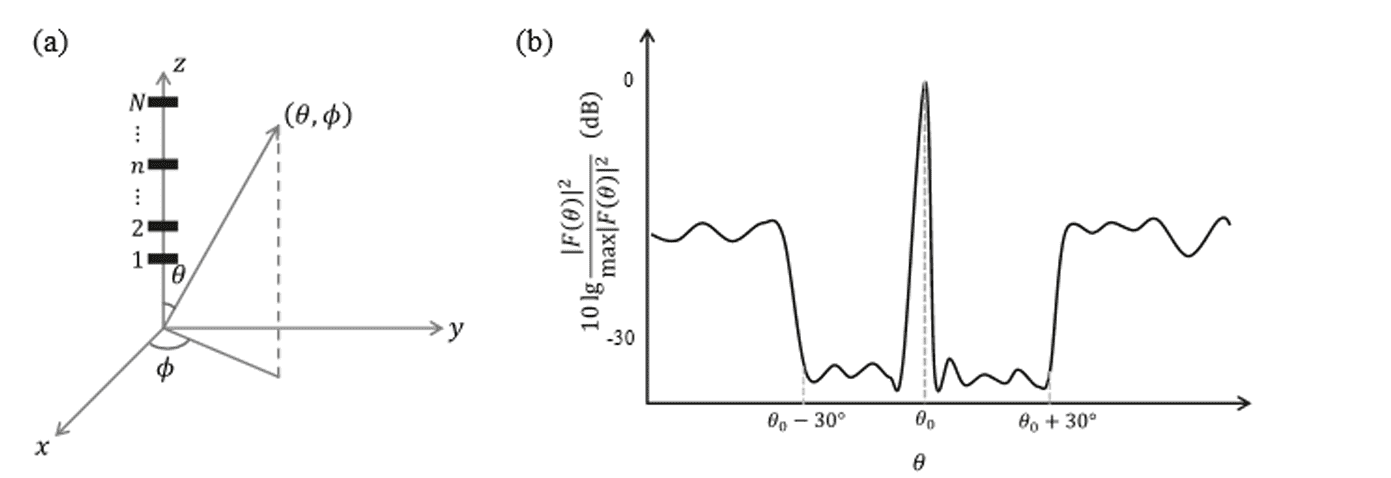 (a)
z
N
⋮
n
⋮
2
1
θ
(θ, ϕ)
y
ϕ
x
(b)
10 lg |F(θ)|² / max|F(θ)|² (dB)
0
-30
θ₀ − 30°
θ₀
θ₀ + 30°
θ